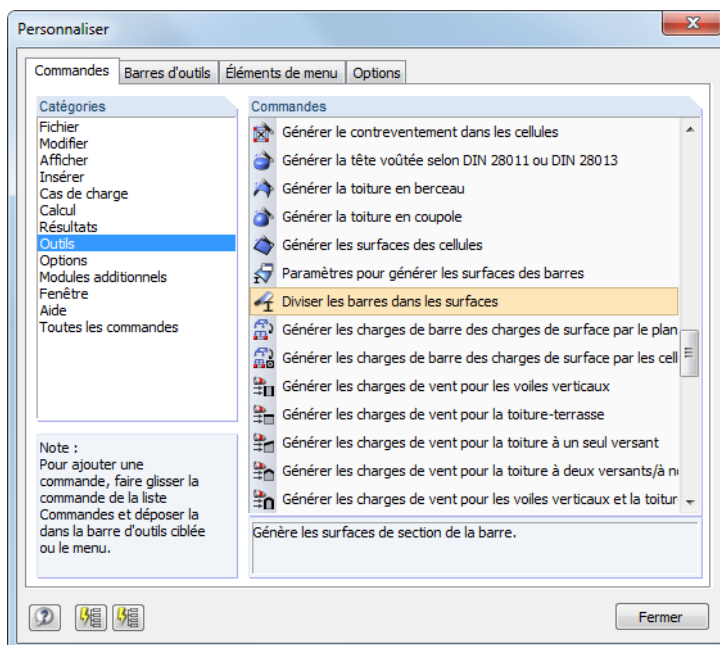 Personnaliser
Commandes
Barres d'outils
Éléments de menu
Options
Catégories
Fichier
Modifier
Afficher
Insérer
Cas de charge
Calcul
Résultats
Outils
Options
Modules additionnels
Fenêtre
Aide
Toutes les commandes
Commandes
Générer le contreventement dans les cellules
Générer la tête voûtée selon DIN 28011 ou DIN 28013
Générer la toiture en berceau
Générer la toiture en coupole
Générer les surfaces des cellules
Paramètres pour générer les surfaces des barres
Diviser les barres dans les surfaces
Générer les charges de barre des charges de surface par le plan
Générer les charges de barre des charges de surface par les cell
Générer les charges de vent pour les voiles verticaux
Générer les charges de vent pour la toiture-terrasse
Générer les charges de vent pour la toiture à un seul versant
Générer les charges de vent pour la toiture à deux versants/à
Générer les charges de vent pour les voiles verticaux et la toitur
Note :
Pour ajouter une
commande, faire glisser la
commande de la liste
Commandes et déposer la
dans la barre d'outils ciblée
ou le menu.
Génère les surfaces de section de la barre.
Fermer